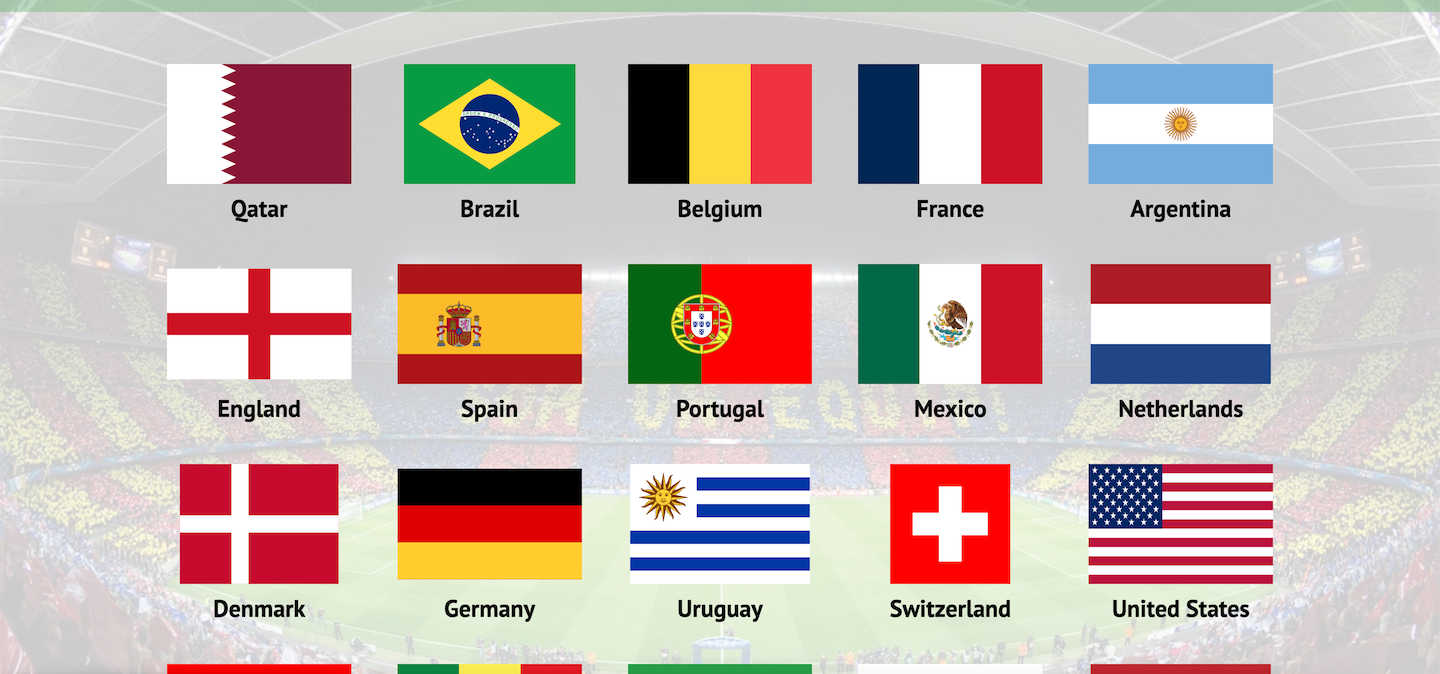 Qatar
Brazil
Belgium
France
Argentina
England
Spain
Portugal
Mexico
Netherlands
Denmark
Germany
Uruguay
Switzerland
United States